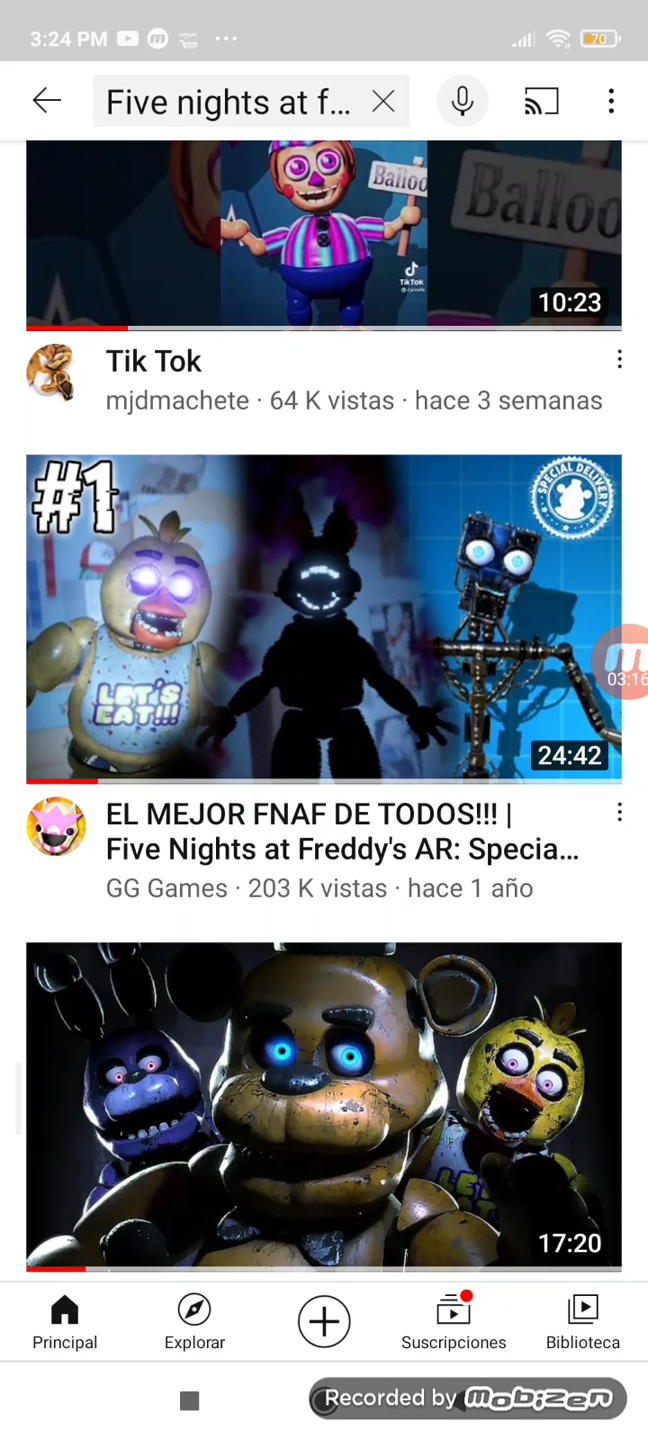 3:24 PM
70
Five nights at f...
Balloo
Balloo
TikTok
10:23
Tik Tok
mjdmachete · 64 K vistas · hace 3 semanas
#1
SPECIAL DELIVERY
LET'S
EAT!!!
03:16
24:42
EL MEJOR FNAF DE TODOS!!! |
Five Nights at Freddy's AR: Specia...
GG Games · 203 K vistas · hace 1 año
17:20
Principal
Explorar
Suscripciones
Biblioteca
Recorded by mobizen